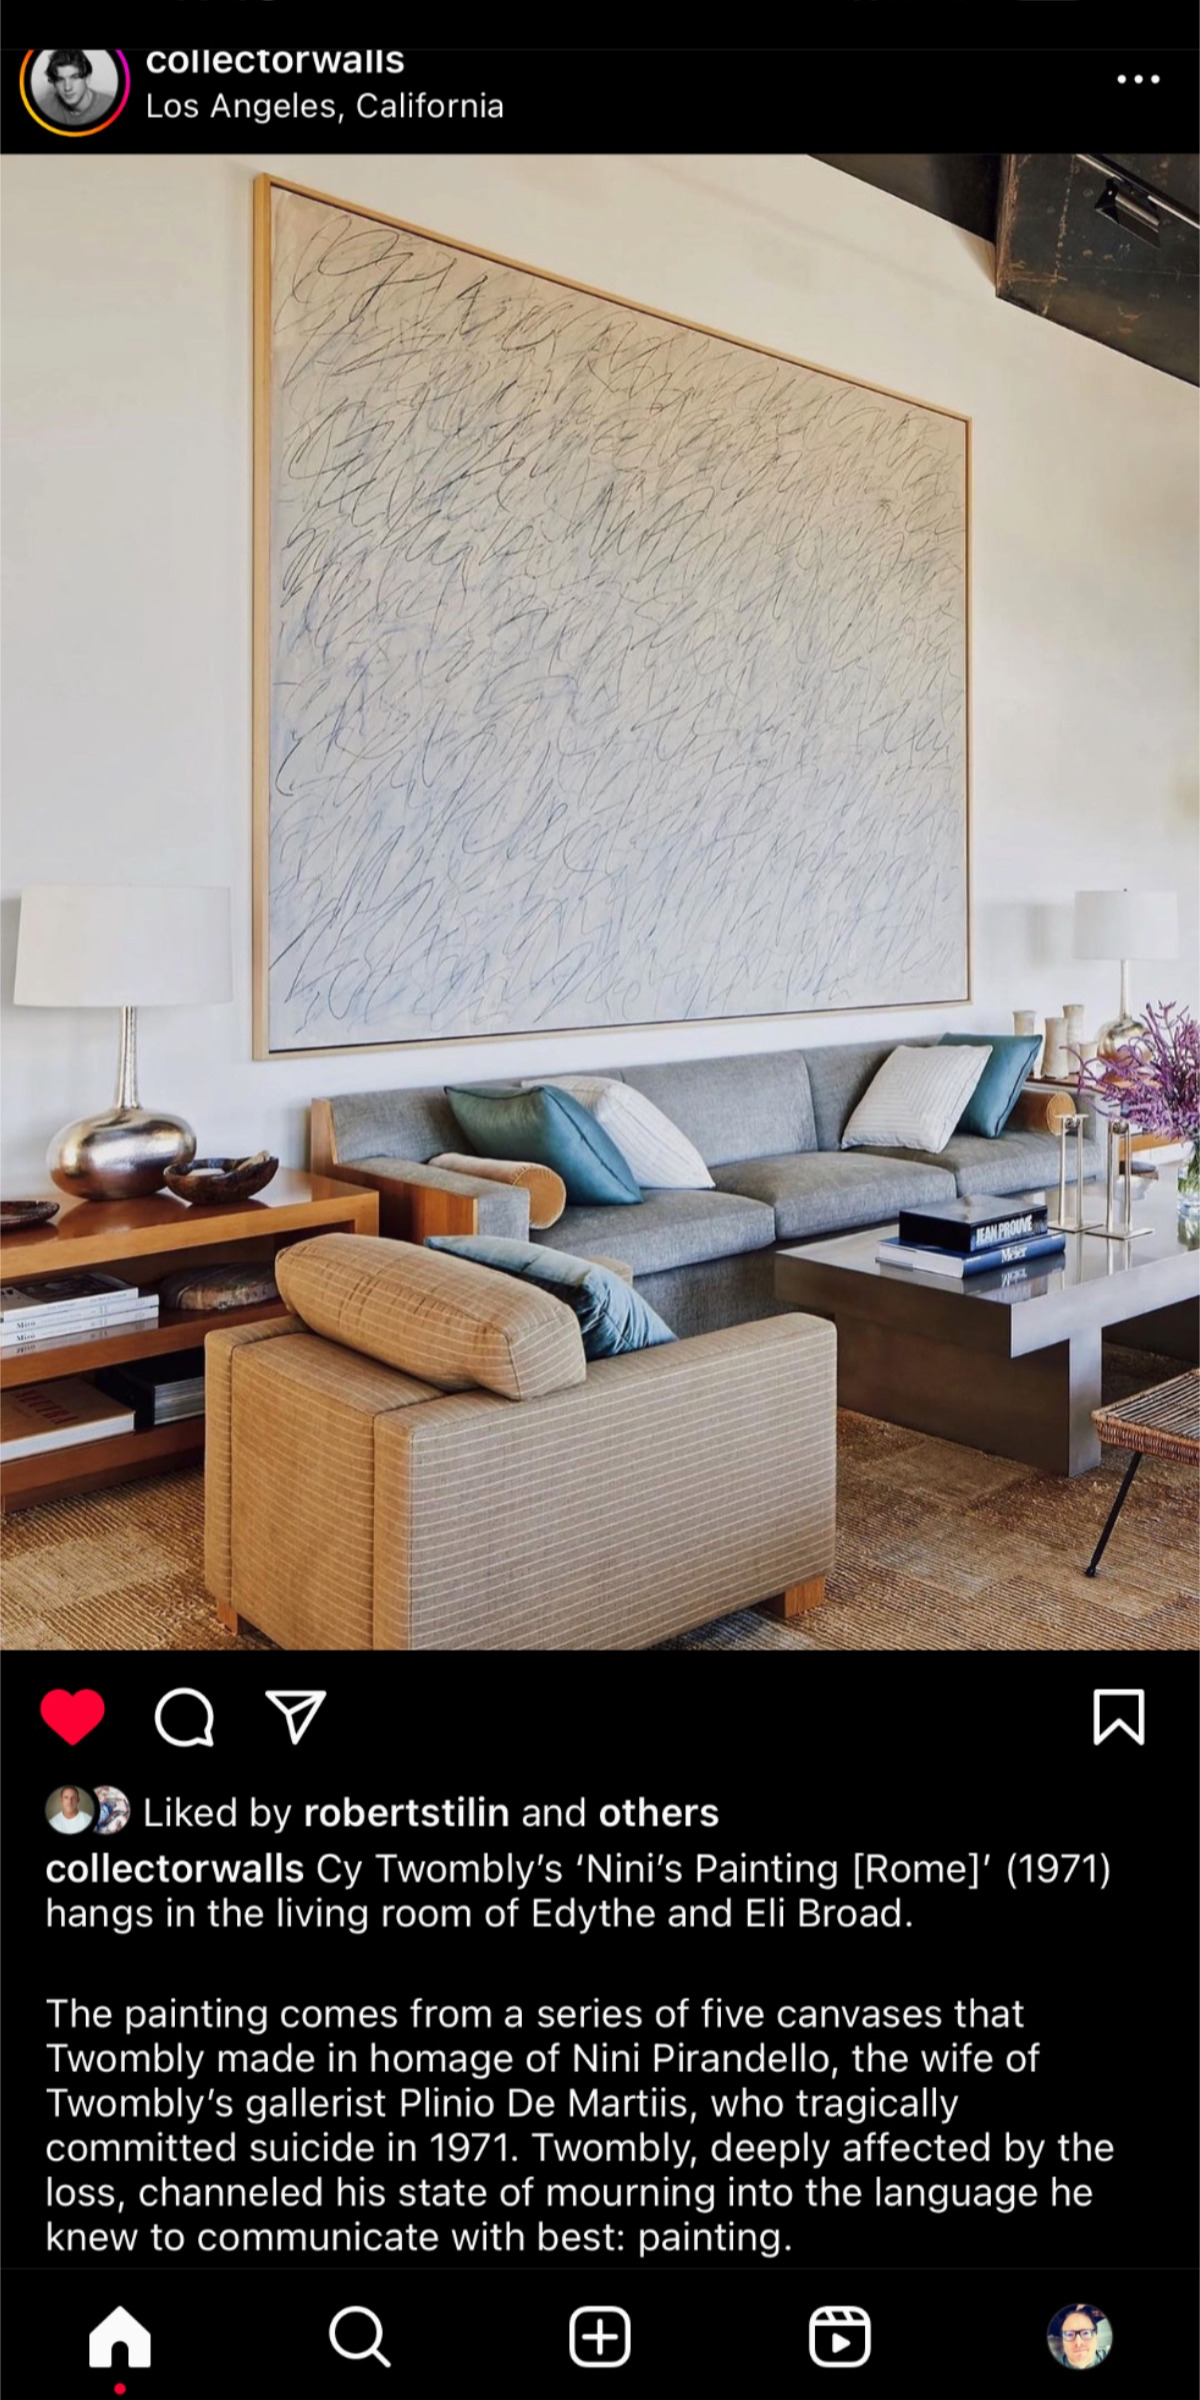 collectorwalls
Los Angeles, California
JEAN PROUVÉ
Meier
Miró
Miró
Liked by robertstilin and others
collectorwalls Cy Twombly’s ‘Nini’s Painting [Rome]’ (1971)
hangs in the living room of Edythe and Eli Broad.
The painting comes from a series of five canvases that
Twombly made in homage of Nini Pirandello, the wife of
Twombly’s gallerist Plinio De Martiis, who tragically
committed suicide in 1971. Twombly, deeply affected by the
loss, channeled his state of mourning into the language he
knew to communicate with best: painting.